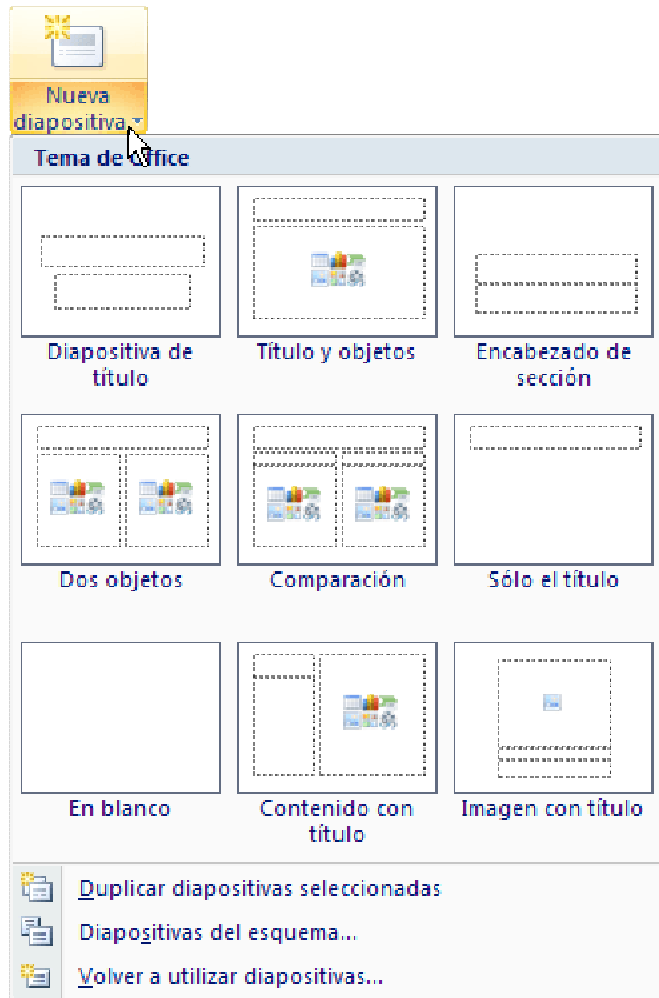 Nueva
diapositiva
Tema de Office
Diapositiva de
título
Título y objetos
Encabezado de
sección
Dos objetos
Comparación
Sólo el título
En blanco
Contenido con
título
Imagen con título
Duplicar diapositivas seleccionadas
Diapositivas del esquema...
Volver a utilizar diapositivas...